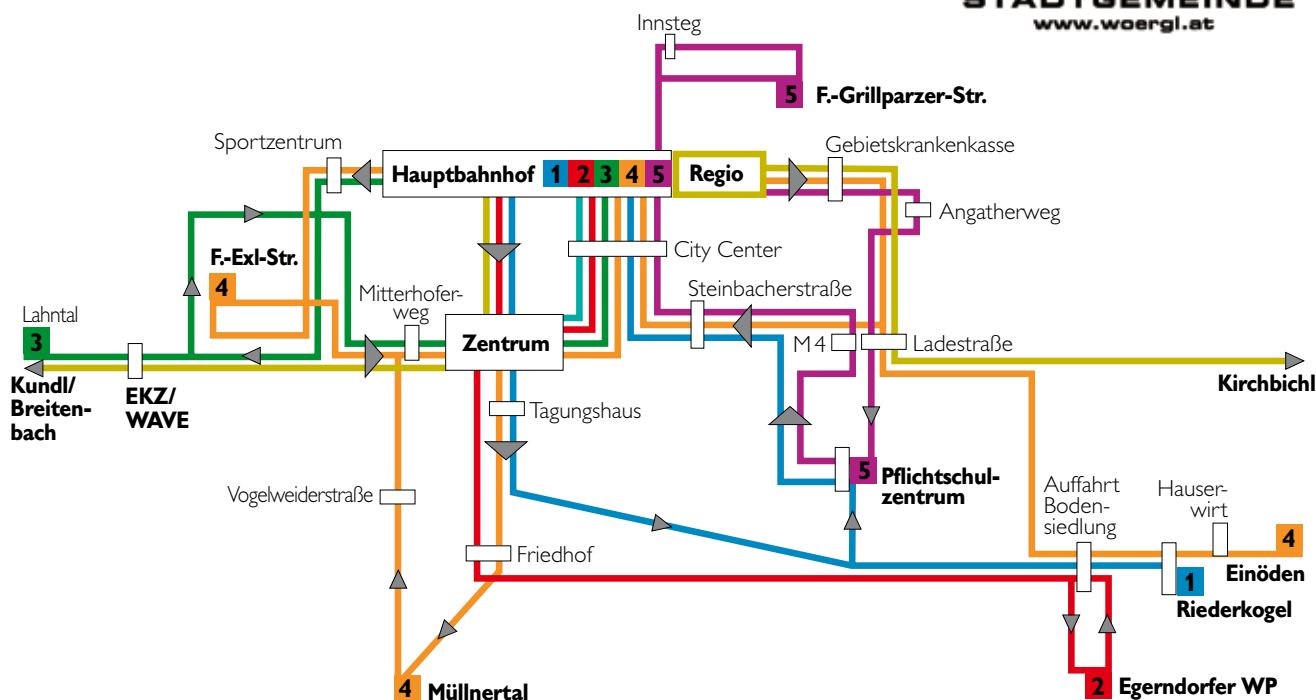 STADTGEMEINDE
www.woergl.at
Innsteg
5 F.-Grillparzer-Str.
Sportzentrum
Hauptbahnhof 1 2 3 4 5
Regio
Gebietskrankenkasse
Angatherweg
City Center
F.-Exl-Str.
4
Mitterhofer-
weg
Steinbacherstraße
Lahntal
3
Zentrum
M4
Ladestraße
Kundl/
Breiten-
bach
EKZ/
WAVE
Kirchbichl
Tagungshaus
5 Pflichtschul-
zentrum
Vogelweiderstraße
Auffahrt
Boden-
siedlung
Hauser-
wirt
Friedhof
4
Einöden
1
Riederkogel
4 Müllnertal
2 Egerndorfer WP